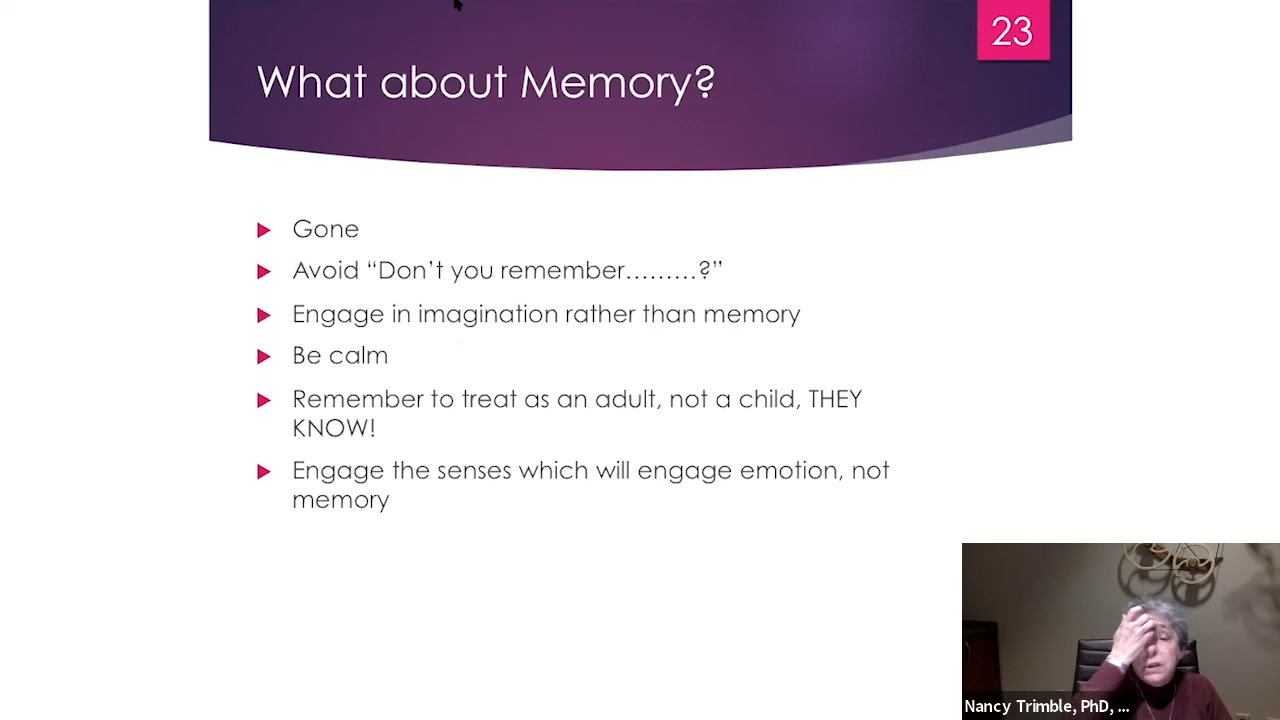 23
What about Memory?
Gone
Avoid “Don’t you remember………?”
Engage in imagination rather than memory
Be calm
Remember to treat as an adult, not a child, THEY
KNOW!
Engage the senses which will engage emotion, not
memory
Nancy Trimble, PhD, ...